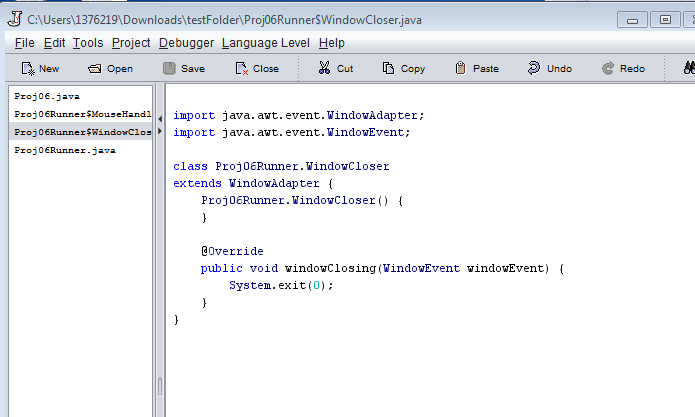 C:\Users\1376219\Downloads\testFolder\Proj06Runner$WindowCloser.java
File Edit Tools Project Debugger Language Level Help
New Open Save Close Cut Copy Paste Undo Redo
Proj06.java
Proj06Runner$MouseHandl
Proj06Runner$WindowClos
Proj06Runner.java
import java.awt.event.WindowAdapter;
import java.awt.event.WindowEvent;
class Proj06Runner.WindowCloser
extends WindowAdapter {
Proj06Runner.WindowCloser() {
}
@Override
public void windowClosing(WindowEvent windowEvent) {
System.exit(0);
}
}